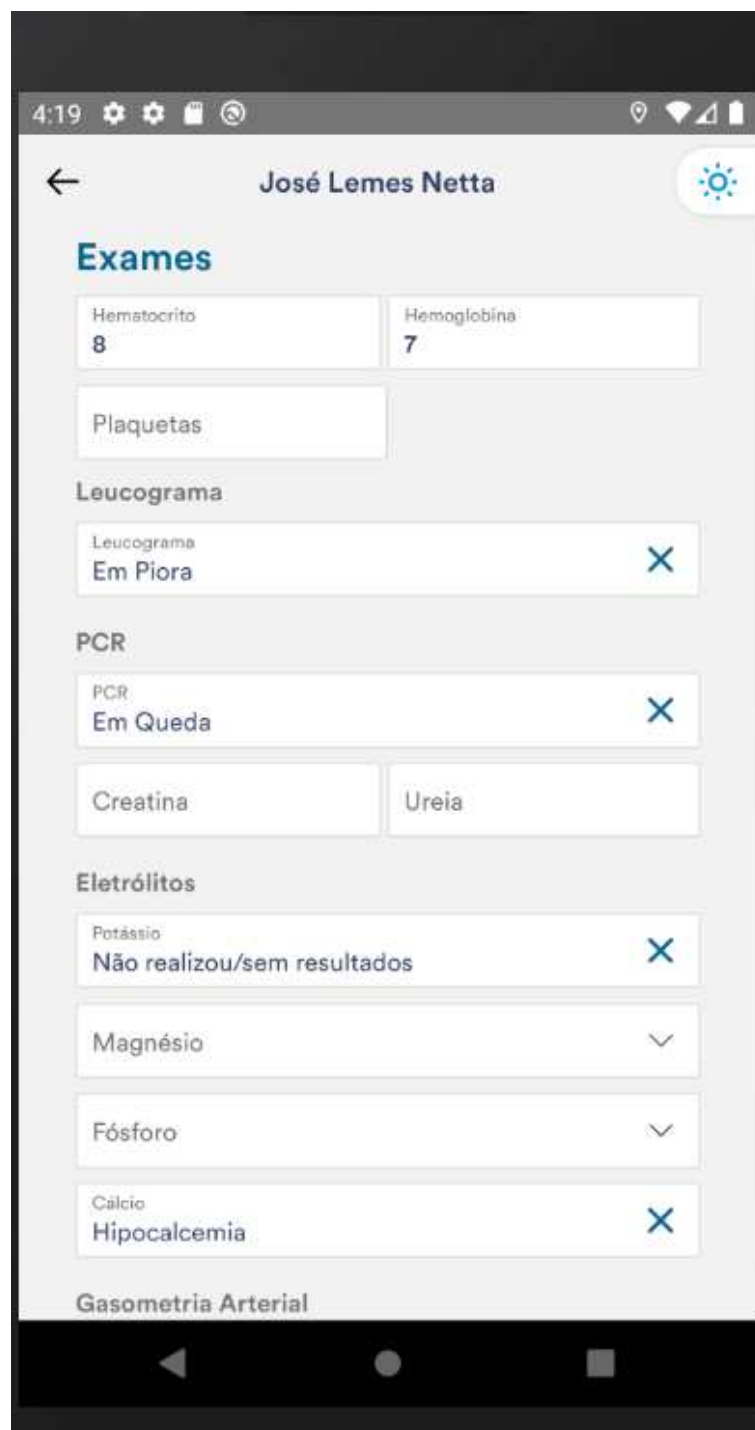 4:19
José Lemes Netta
Exames
Hematocrito Hemoglobina
8 7
Plaquetas
Leucograma
Leucograma
Em Piora
PCR
PCR
Em Queda
Creatina Ureia
Eletrólitos
Potássio
Não realizou/sem resultados
Magnésio
Fósforo
Cálcio
Hipocalcemia
Gasometria Arterial